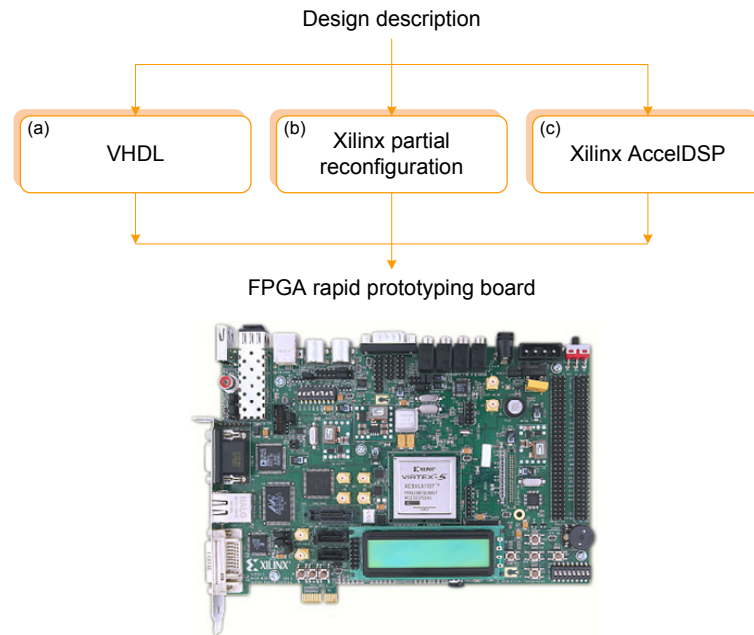 Design description
(a)
VHDL
(b)
Xilinx partial
reconfiguration
(c)
Xilinx AccelDSP
FPGA rapid prototyping board
XILINX
VIRTEX-5
XILINX